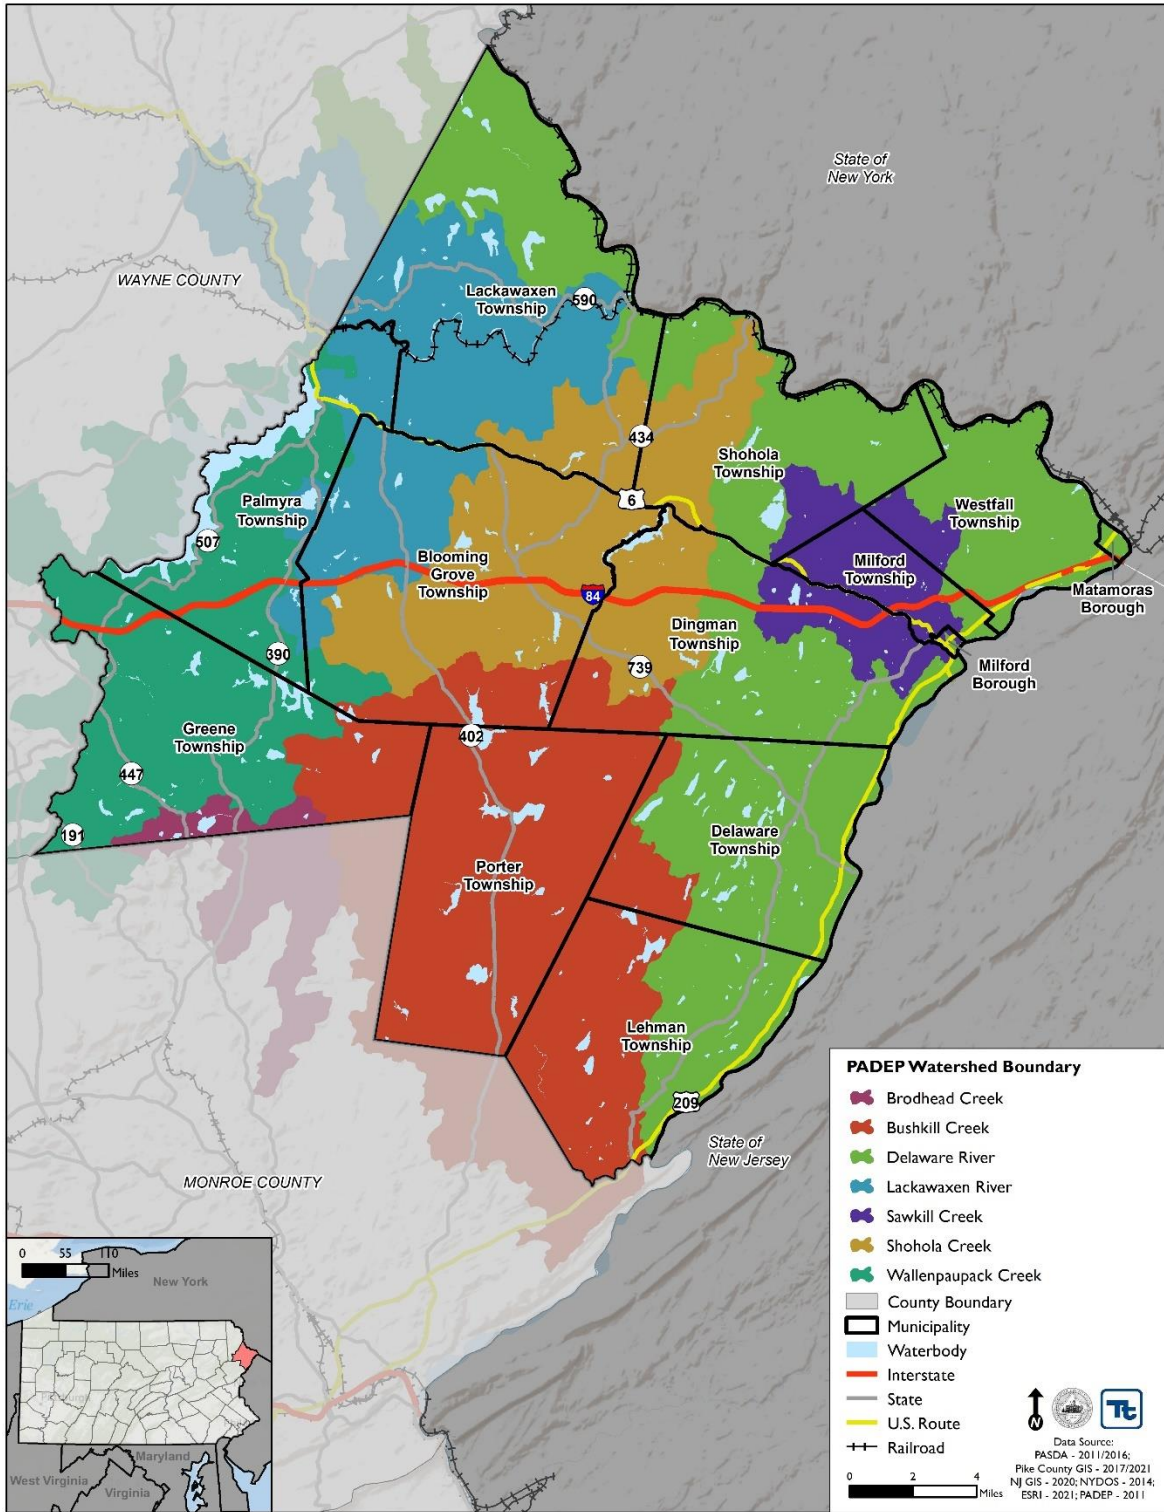 State of
New York
WAYNE COUNTY
Lackawaxen
Township
590
434
Shohola
Township
6
Palmyra
Township
507
Westfall
Township
Blooming
Grove
Township
Milford
Township
84
Matamoras
Borough
Dingman
Township
390
739
Milford
Borough
Greene
Township
402
447
191
Delaware
Township
Porter
Township
Lehman
Township
209
State of
New Jersey
MONROE COUNTY
PADEP Watershed Boundary
Brodhead Creek
Bushkill Creek
Delaware River
Lackawaxen River
Sawkill Creek
Shohola Creek
Wallenpaupack Creek
County Boundary
Municipality
Waterbody
Interstate
State
U.S. Route
Railroad
N
Tt
Data Source:
PASDA - 2011/2016;
Pike County GIS - 2017/2021
NJ GIS - 2020; NYDOS - 2014;
ESRI - 2021; PADEP - 2011
0 2 4
Miles
0 55 110
Miles
New York
Erie
Maryland
West Virginia
Virginia